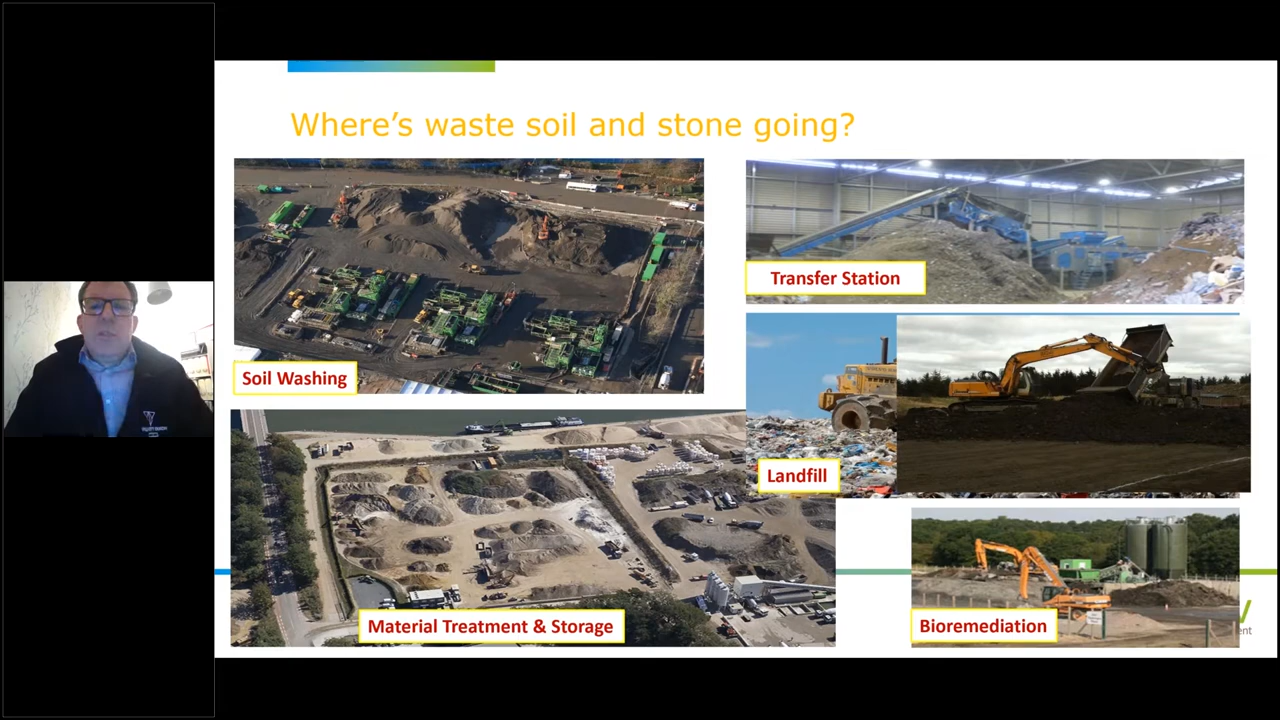 Where's waste soil and stone going?
Soil Washing
Transfer Station
Landfill
Material Treatment & Storage
Bioremediation